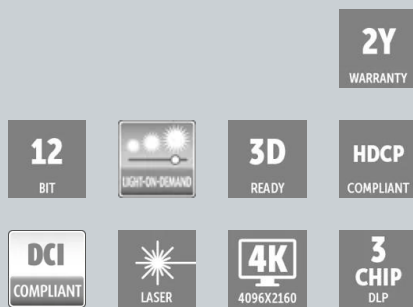 2Y
WARRANTY
12
BIT
LIGHT-ON-DEMAND
3D
READY
HDCP
COMPLIANT
DCI
COMPLIANT
LASER
4K
4096X2160
3
CHIP
DLP